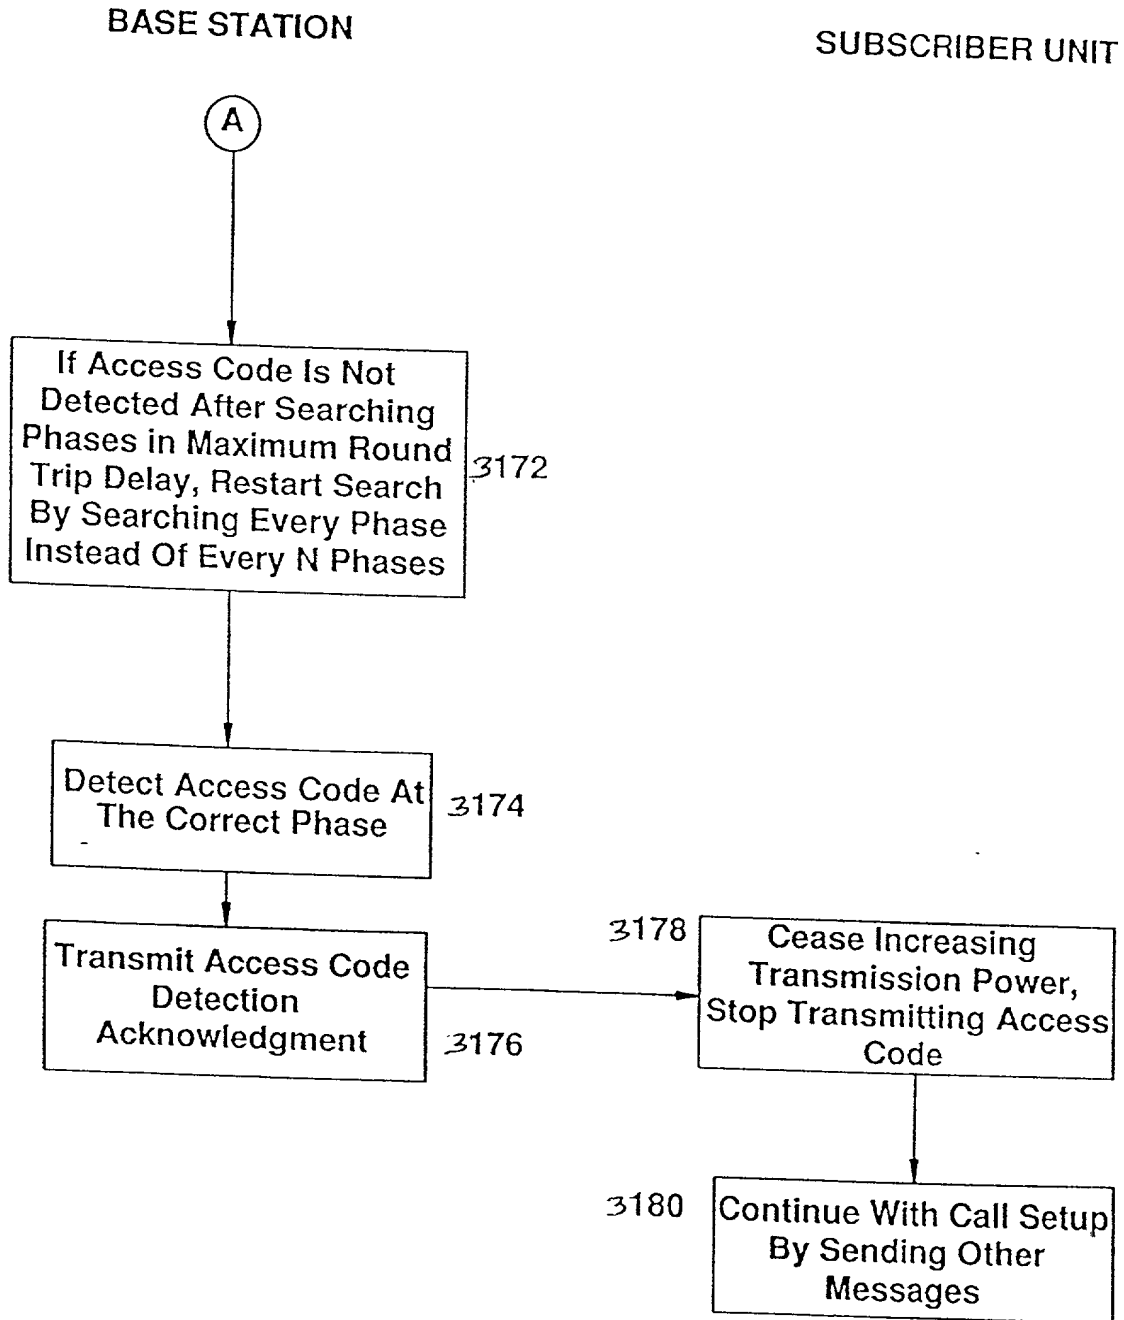 BASE STATION
SUBSCRIBER UNIT
A
If Access Code Is Not
Detected After Searching
Phases in Maximum Round
Trip Delay, Restart Search
By Searching Every Phase
Instead Of Every N Phases
3172
Detect Access Code At
The Correct Phase
3174
Transmit Access Code
Detection
Acknowledgment
3176
3178
Cease Increasing
Transmission Power,
Stop Transmitting Access
Code
3180
Continue With Call Setup
By Sending Other
Messages